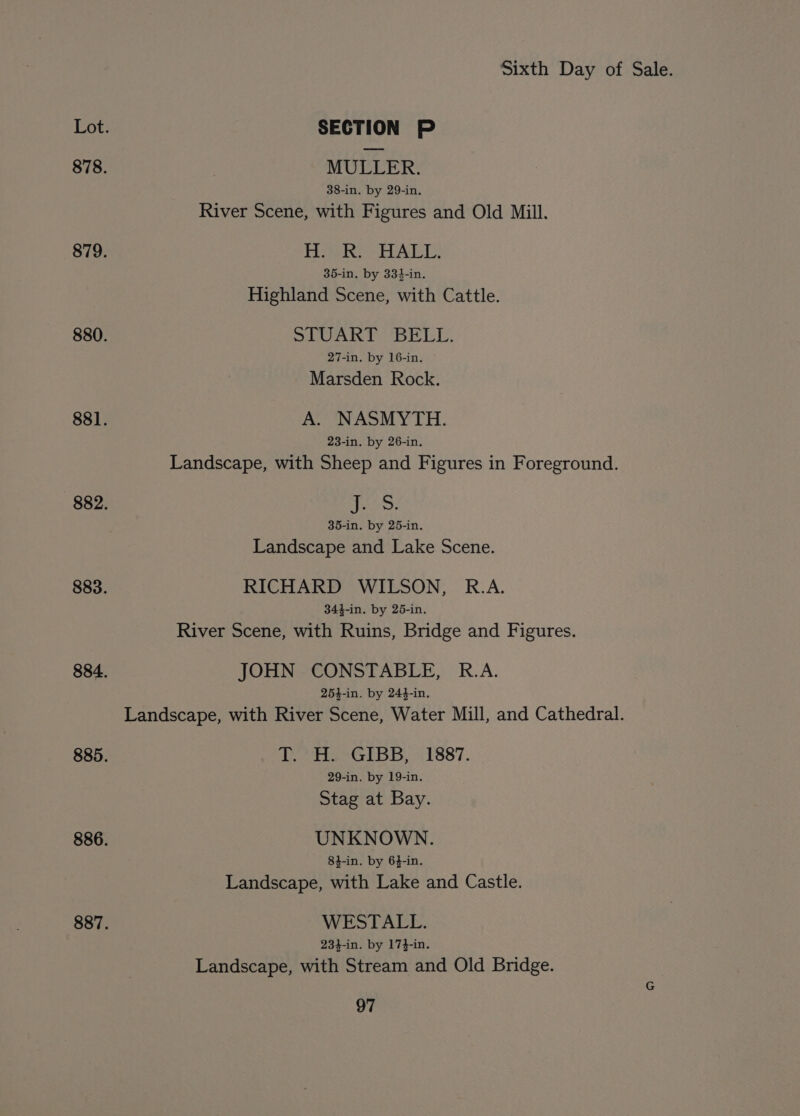 Sixth Day of Sale.
Lot. SECTION P
878. MULLER.
38-in. by 29-in.
River Scene, with Figures and Old Mill.
879. H. R. HALL.
35-in. by 33½-in.
Highland Scene, with Cattle.
880. STUART BELL.
27-in. by 16-in.
Marsden Rock.
881. A. NASMYTH.
23-in. by 26-in.
Landscape, with Sheep and Figures in Foreground.
882. J. S.
35-in. by 25-in.
Landscape and Lake Scene.
883. RICHARD WILSON, R.A.
34½-in. by 25-in.
River Scene, with Ruins, Bridge and Figures.
884. JOHN CONSTABLE, R.A.
25½-in. by 24½-in.
Landscape, with River Scene, Water Mill, and Cathedral.
885. T. H. GIBB, 1887.
29-in. by 19-in.
Stag at Bay.
886. UNKNOWN.
8½-in. by 6½-in.
Landscape, with Lake and Castle.
887. WESTALL.
23½-in. by 17½-in.
Landscape, with Stream and Old Bridge.
G
97